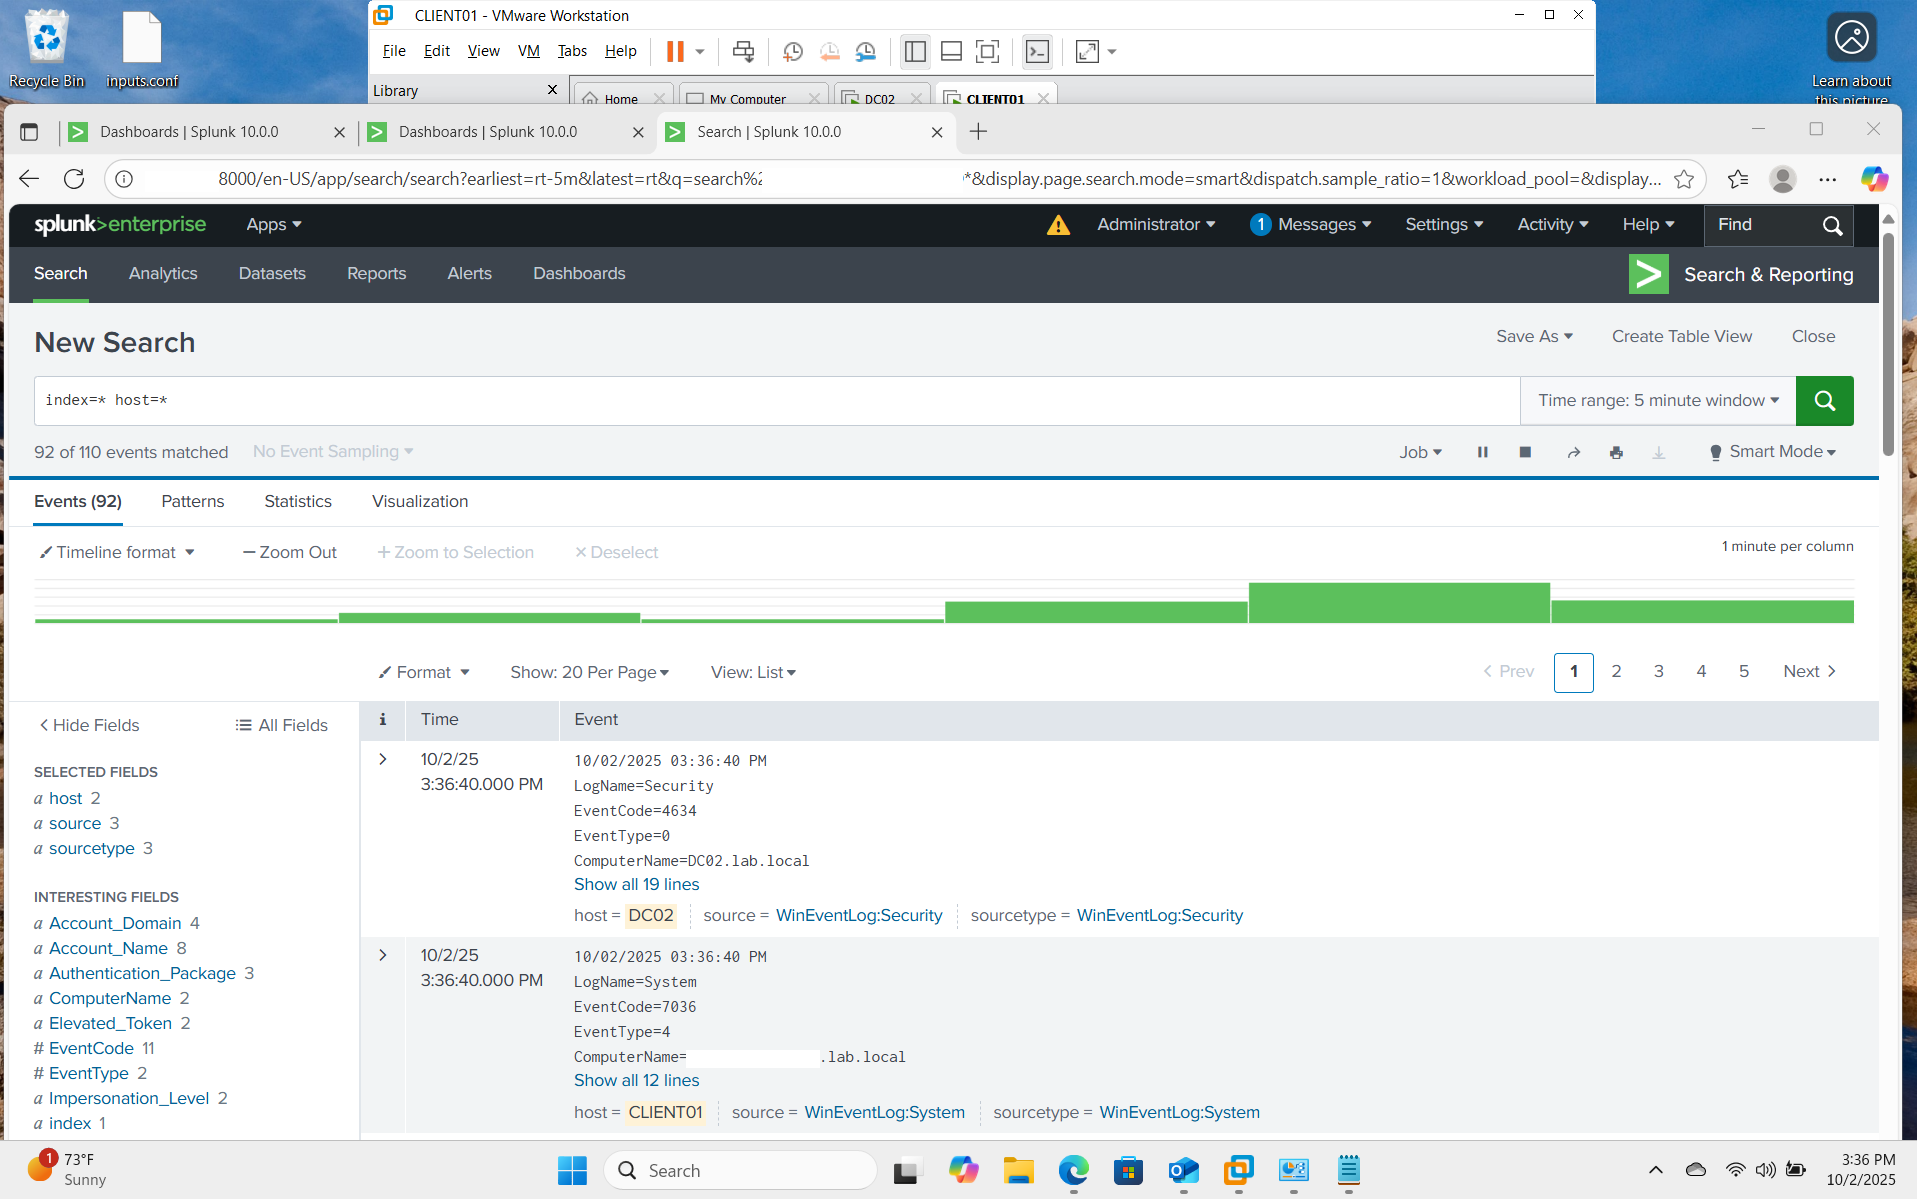 Recycle Bin
inputs.conf
CLIENT01 - VMware Workstation
File Edit View VM Tabs Help
Library
Home
My Computer
DC02
CLIENT01
Learn about
this picture
Dashboards | Splunk 10.0.0
Dashboards | Splunk 10.0.0
Search | Splunk 10.0.0
8000/en-US/app/search/search?earliest=rt-5m&latest=rt&q=search%2
*&display.page.search.mode=smart&dispatch.sample_ratio=1&workload_pool=&display...
splunk>enterprise
Apps
Administrator
1 Messages
Settings
Activity
Help
Find
Search Analytics Datasets Reports Alerts Dashboards
Search & Reporting
New Search
Save As
Create Table View
Close
index=* host=*
Time range: 5 minute window
92 of 110 events matched
No Event Sampling
Job
Smart Mode
Events (92) Patterns Statistics Visualization
Timeline format
— Zoom Out
+ Zoom to Selection
× Deselect
1 minute per column
Format
Show: 20 Per Page
View: List
< Prev 1 2 3 4 5 Next >
< Hide Fields
All Fields
SELECTED FIELDS
a host 2
a source 3
a sourcetype 3
INTERESTING FIELDS
a Account_Domain 4
a Account_Name 8
a Authentication_Package 3
a ComputerName 2
a Elevated_Token 2
# EventCode 11
# EventType 2
a Impersonation_Level 2
a index 1
i Time Event
10/2/25
3:36:40.000 PM
10/02/2025 03:36:40 PM
LogName=Security
EventCode=4634
EventType=0
ComputerName=DC02.lab.local
Show all 19 lines
host = DC02 source = WinEventLog:Security sourcetype = WinEventLog:Security
10/2/25
3:36:40.000 PM
10/02/2025 03:36:40 PM
LogName=System
EventCode=7036
EventType=4
ComputerName= .lab.local
Show all 12 lines
host = CLIENT01 source = WinEventLog:System sourcetype = WinEventLog:System
1
73°F
Sunny
Search
3:36 PM
10/2/2025